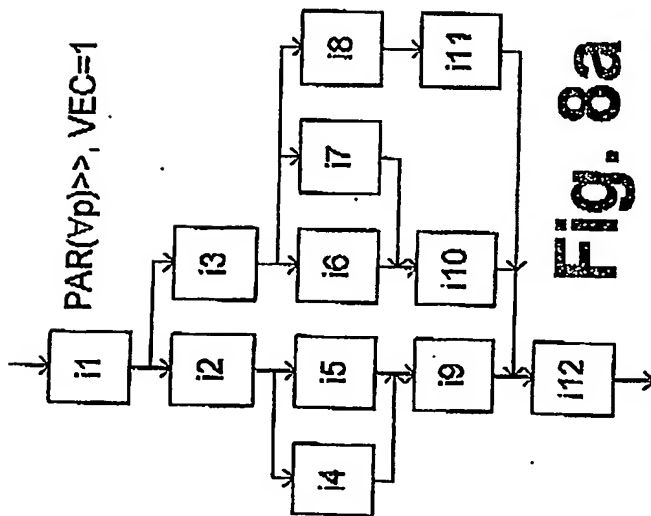 PAR(∀p)>>, VEC=1
i1
i2
i3
i4
i5
i6
i7
i8
i9
i10
i11
i12
Fig. 8a